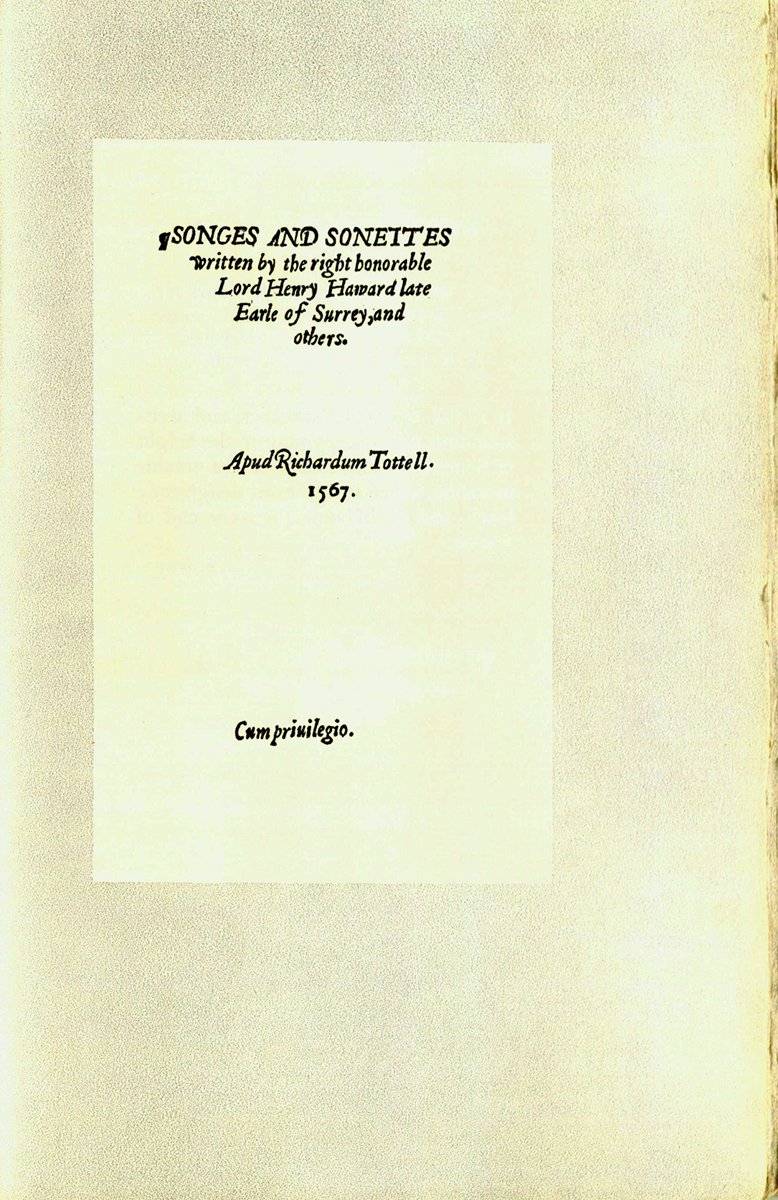 ¶SONGES AND SONETTES
written by the right honorable
Lord Henry Haward late
Earle of Surrey, and
others.
Apud Richardum Tottell.
1567.
Cum priuilegio.